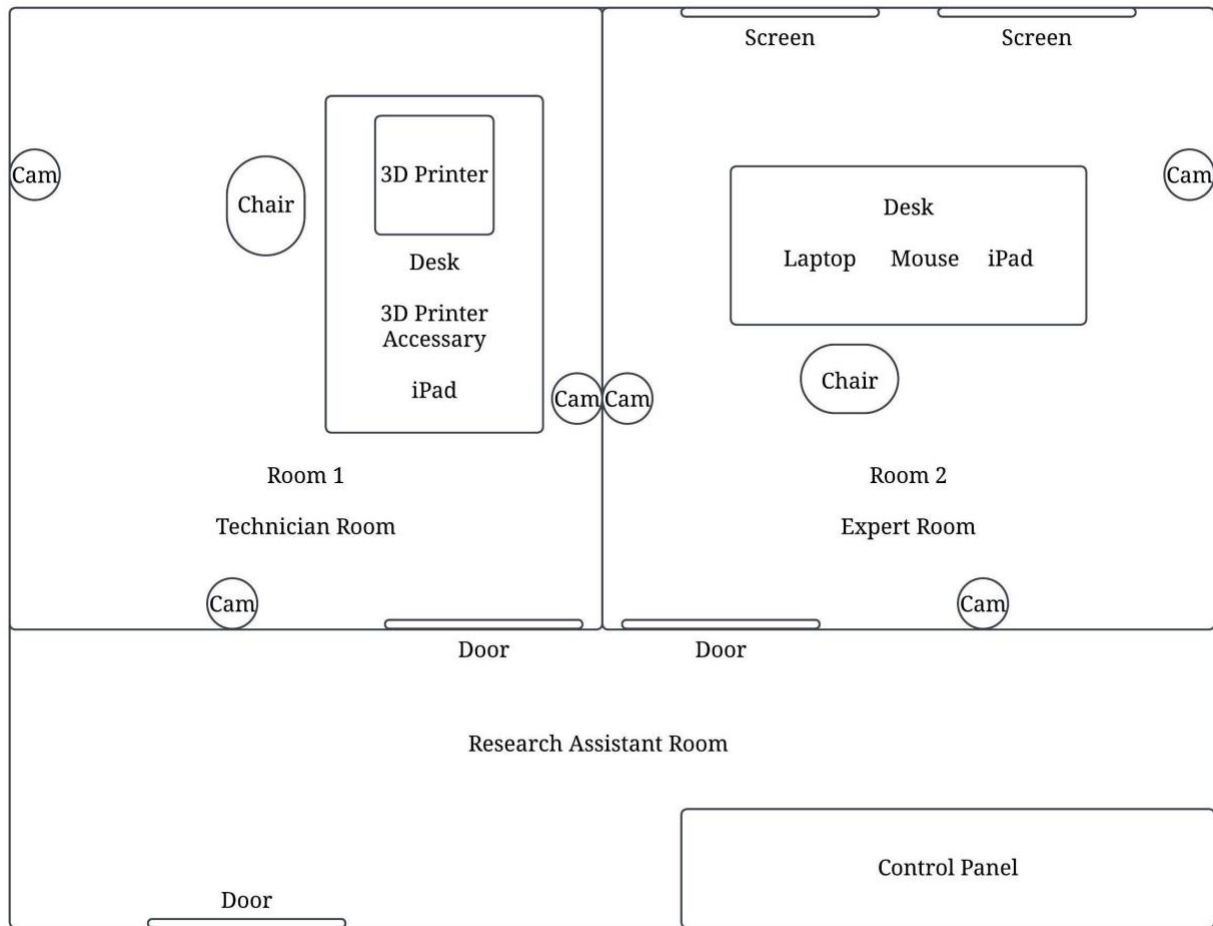 Screen
Screen
Cam
Chair
3D Printer
Desk
3D Printer
Accessary
iPad
Cam
Room 1
Technician Room
Cam
Door
Desk
Laptop Mouse iPad
Cam
Chair
Cam
Room 2
Expert Room
Cam
Door
Research Assistant Room
Control Panel
Door